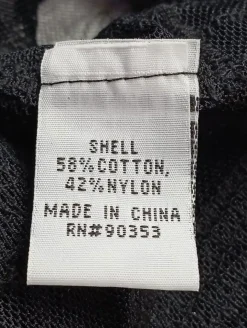 SHELL
58%COTTON,
42%NYLON
MADE IN CHINA
RN#90353